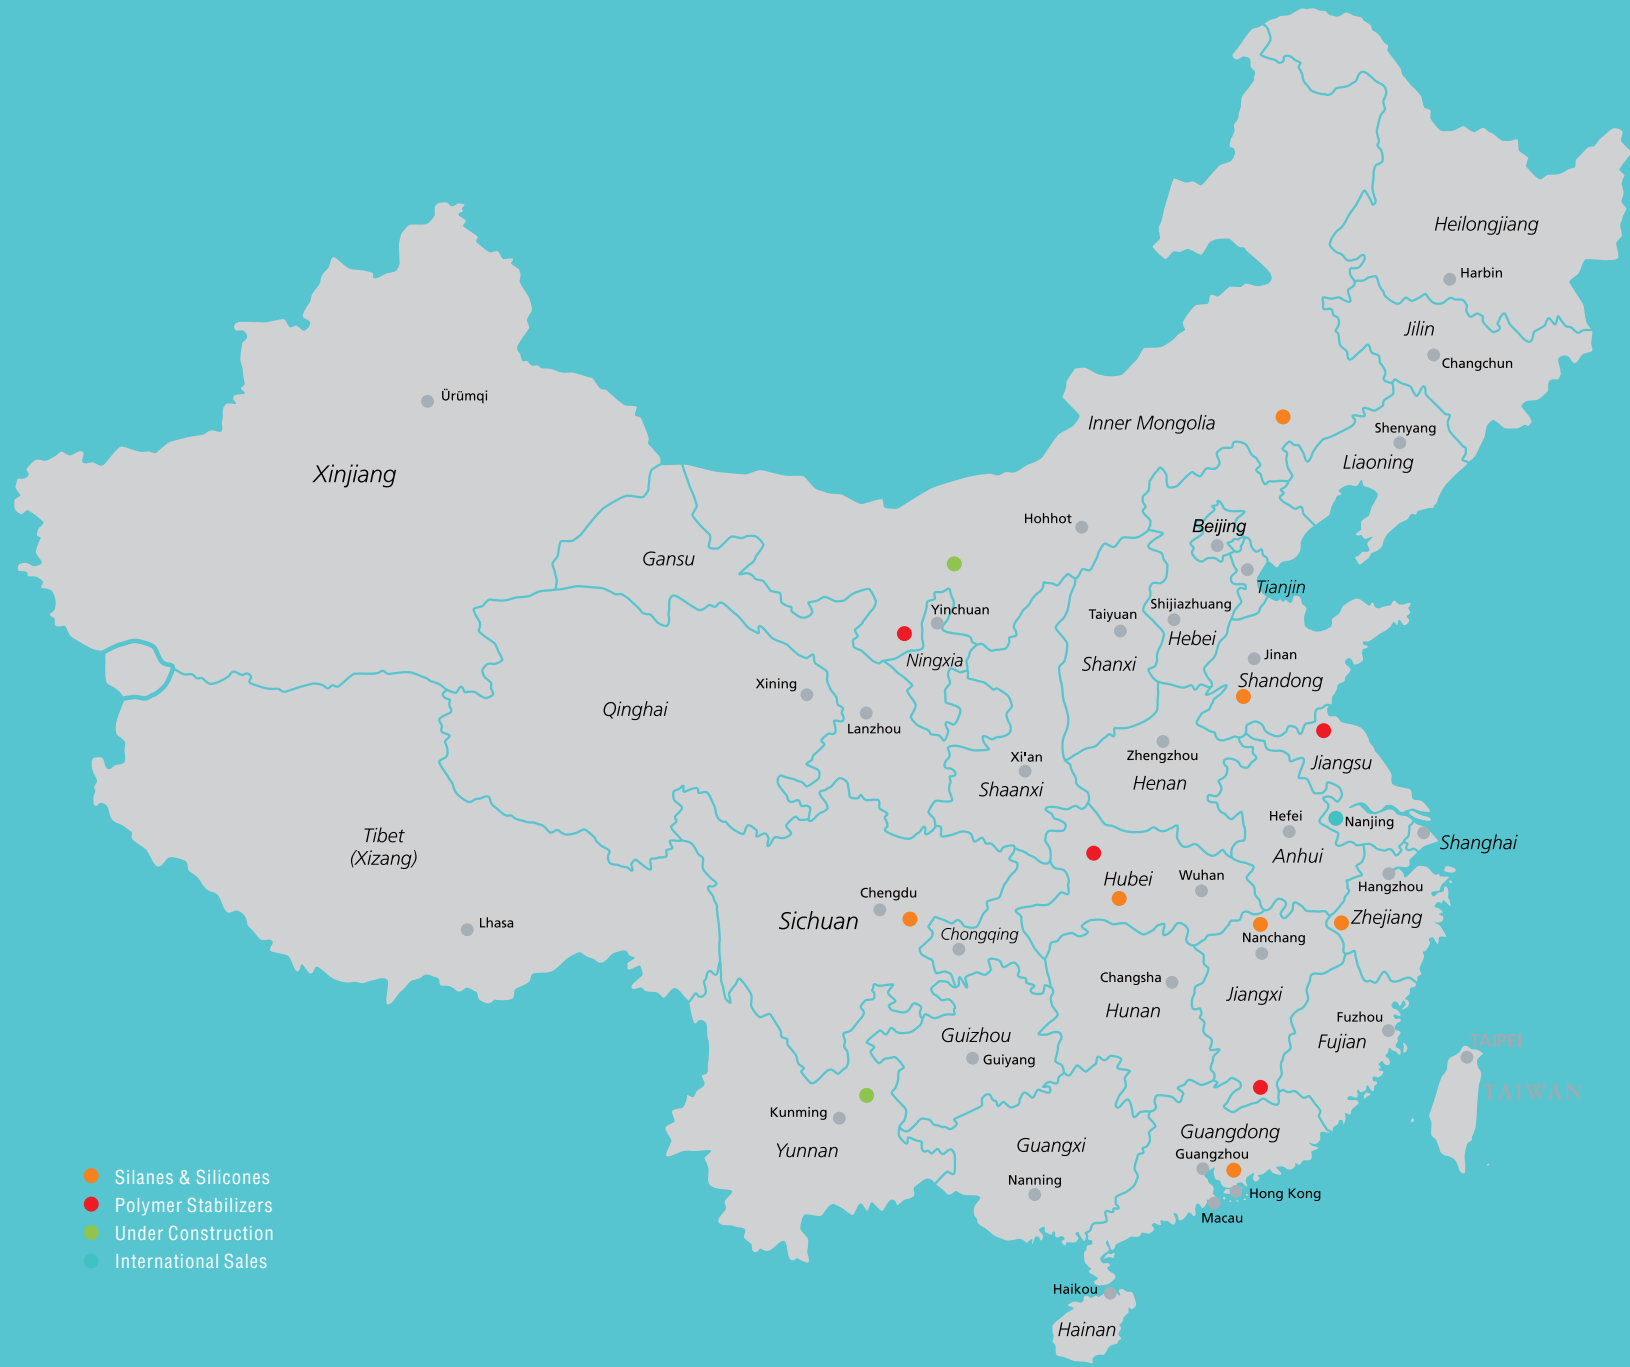 Heilongjiang
Harbin
Jilin
Changchun
Ürümqi
Inner Mongolia
Shenyang
Liaoning
Xinjiang
Hohhot
Beijing
Gansu
Tianjin
Yinchuan
Taiyuan
Shijiazhuang
Hebei
Jinan
Ningxia
Shanxi
Shandong
Xining
Qinghai
Lanzhou
Xi'an
Zhengzhou
Jiangsu
Shaanxi
Henan
Hefei
Nanjing
Tibet
(Xizang)
Shanghai
Anhui
Hubei
Wuhan
Hangzhou
Chengdu
Lhasa
Sichuan
Zhejiang
Chongqing
Nanchang
Changsha
Jiangxi
Hunan
Fuzhou
Guizhou
Fujian
TAIPEI
Guiyang
TAIWAN
Kunming
Yunnan
Guangxi
Guangdong
Guangzhou
Nanning
Hong Kong
Macau
Silanes & Silicones
Polymer Stabilizers
Under Construction
International Sales
Haikou
Hainan